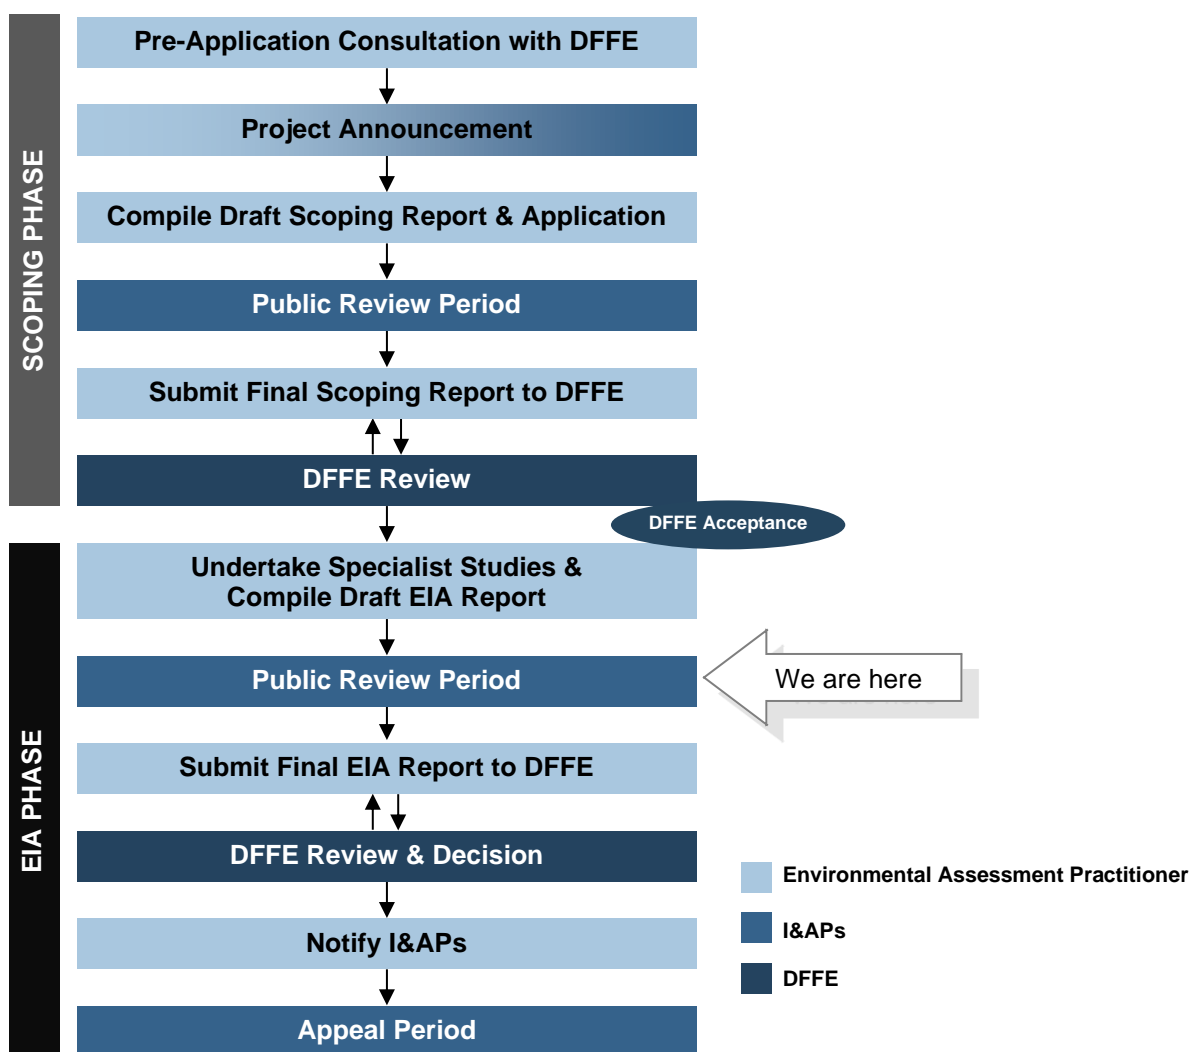 SCOPING PHASE
Pre-Application Consultation with DFFE
Project Announcement
Compile Draft Scoping Report & Application
Public Review Period
Submit Final Scoping Report to DFFE
DFFE Review
DFFE Acceptance
EIA PHASE
Undertake Specialist Studies &
Compile Draft EIA Report
Public Review Period
We are here
Submit Final EIA Report to DFFE
DFFE Review & Decision
Notify I&APs
Appeal Period
Environmental Assessment Practitioner
I&APs
DFFE